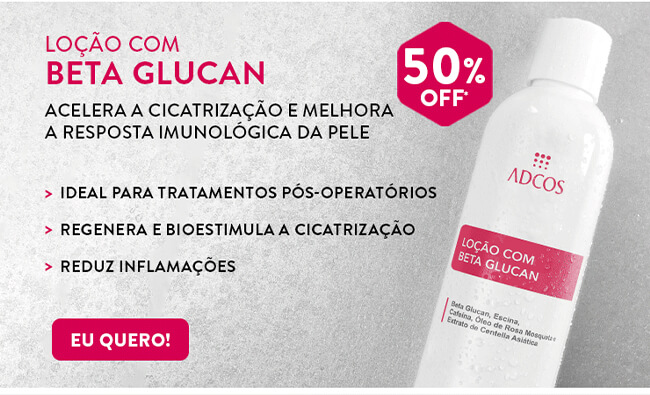 LOÇÃO COM
BETA GLUCAN
ACELERA A CICATRIZAÇÃO E MELHORA
A RESPOSTA IMUNOLÓGICA DA PELE
50%
OFF*
> IDEAL PARA TRATAMENTOS PÓS-OPERATÓRIOS
> REGENERA E BIOESTIMULA A CICATRIZAÇÃO
> REDUZ INFLAMAÇÕES
EU QUERO!
ADCOS
LOÇÃO COM
BETA GLUCAN
Beta Glucan, Escina,
Cafeína, Óleo de Rosa Mosqueta e
Extrato de Centella Asiática